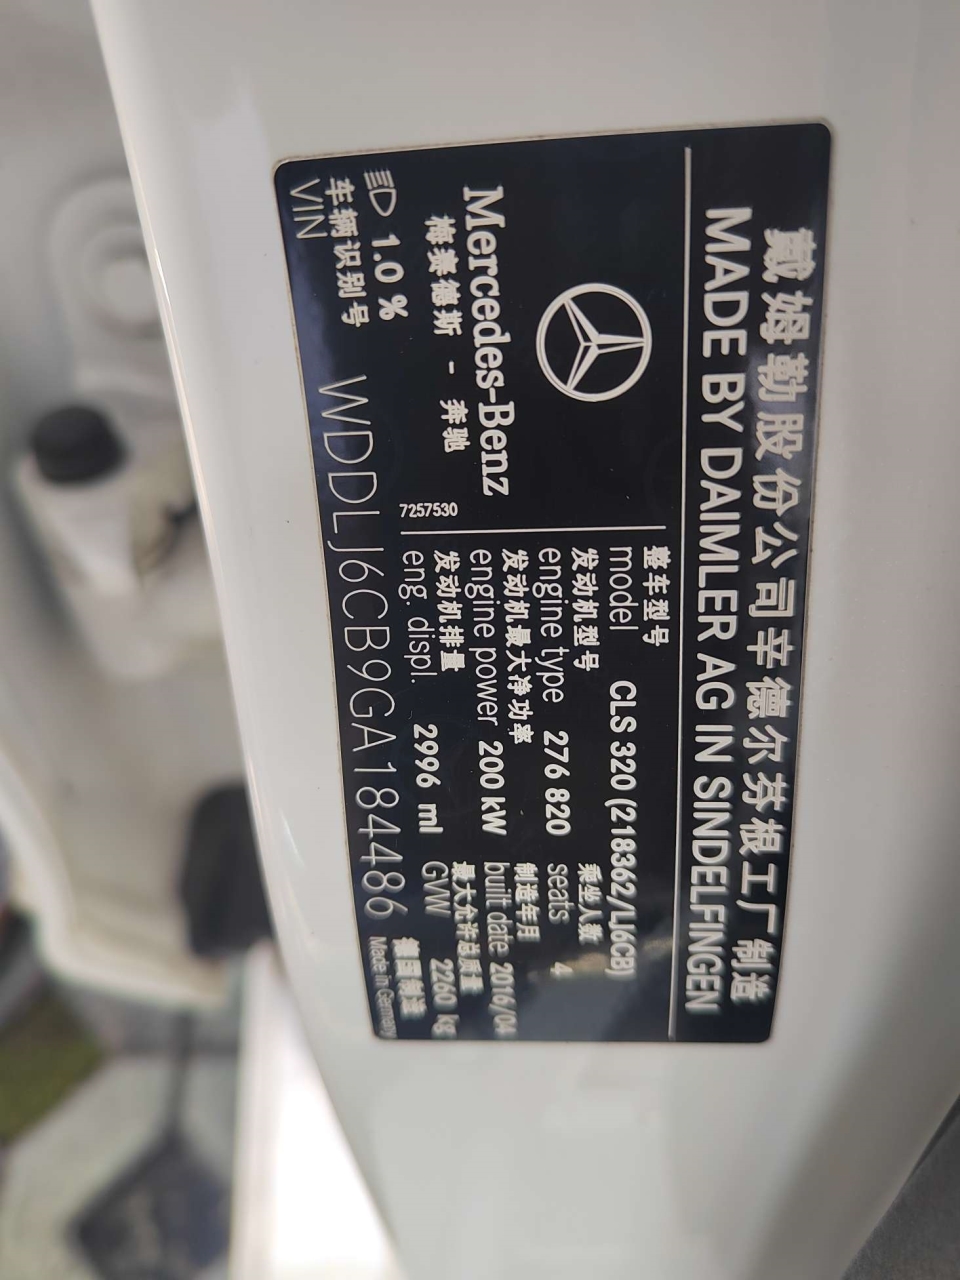 戴姆勒股份公司辛德尔芬根工厂制造
MADE BY DAIMLER AG IN SINDELFINGEN
Mercedes-Benz
梅赛德斯 - 奔驰
1.0 %
7257530
整车型号
model CLS 320 (218362/LJ6CB)
发动机型号
engine type 276 820
乘坐人数
seats 4
发动机最大净功率
engine power 200 kW
制造年月
built date 2016/04
发动机排量
eng. displ. 2996 ml
最大允许总质量
GVW 2260 kg
车辆识别号
VIN WDDLJ6CB9GA184486
德国制造
Made in Germany